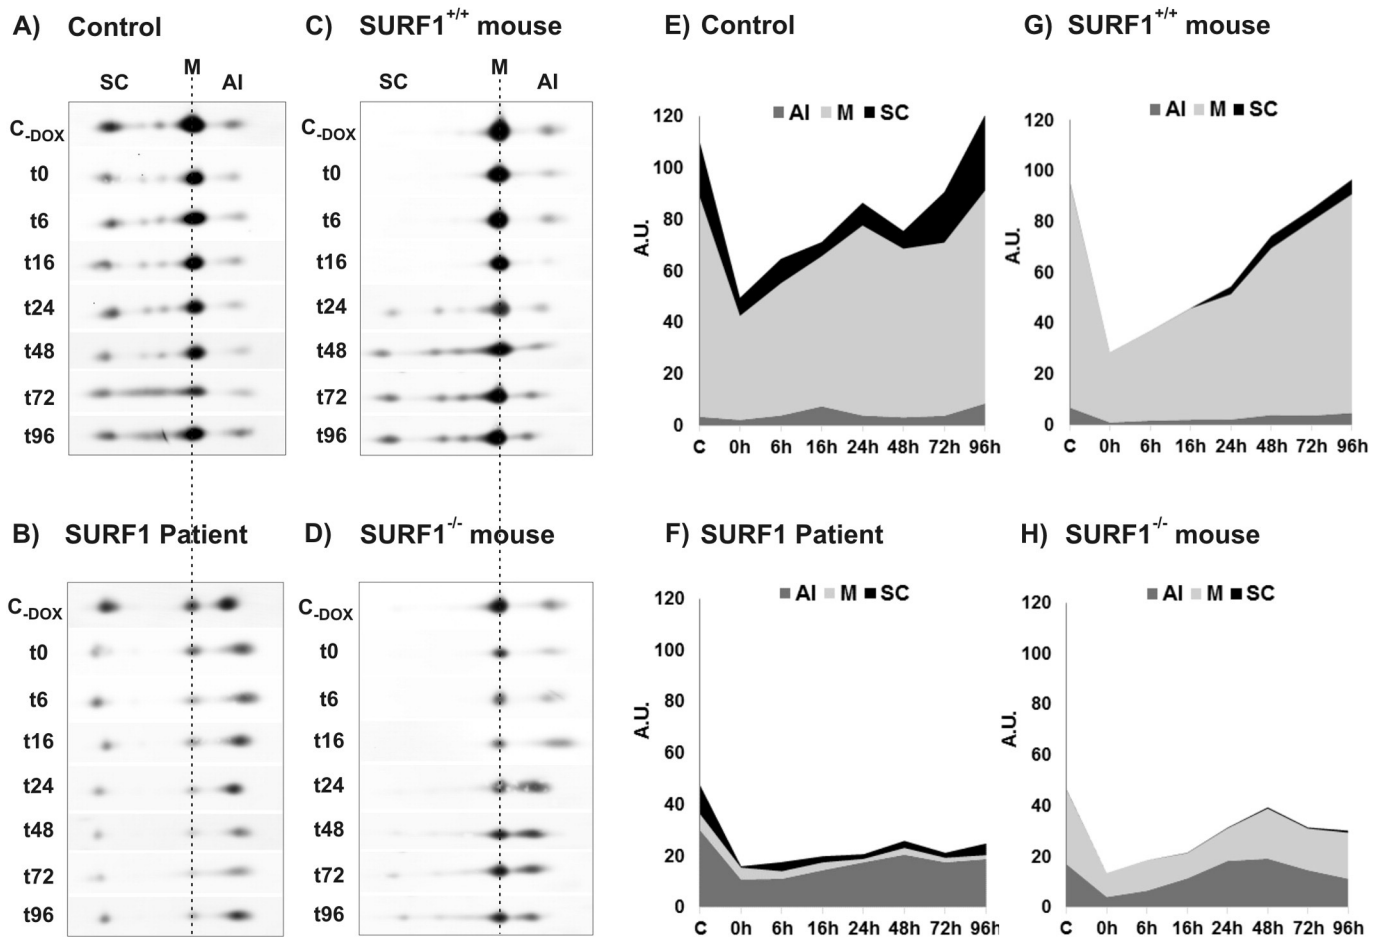 A) Control
SC M AI
C-DOX
t0
t6
t16
t24
t48
t72
t96
C) SURF1+/+ mouse
SC M AI
C-DOX
t0
t6
t16
t24
t48
t72
t96
E) Control
AI M SC
A.U.
120
100
80
60
40
20
0
C 0h 6h 16h 24h 48h 72h 96h
G) SURF1+/+ mouse
AI M SC
A.U.
120
100
80
60
40
20
0
C 0h 6h 16h 24h 48h 72h 96h
B) SURF1 Patient
C-DOX
t0
t6
t16
t24
t48
t72
t96
D) SURF1-/- mouse
C-DOX
t0
t6
t16
t24
t48
t72
t96
F) SURF1 Patient
AI M SC
A.U.
120
100
80
60
40
20
0
C 0h 6h 16h 24h 48h 72h 96h
H) SURF1-/- mouse
AI M SC
A.U.
120
100
80
60
40
20
0
C 0h 6h 16h 24h 48h 72h 96h